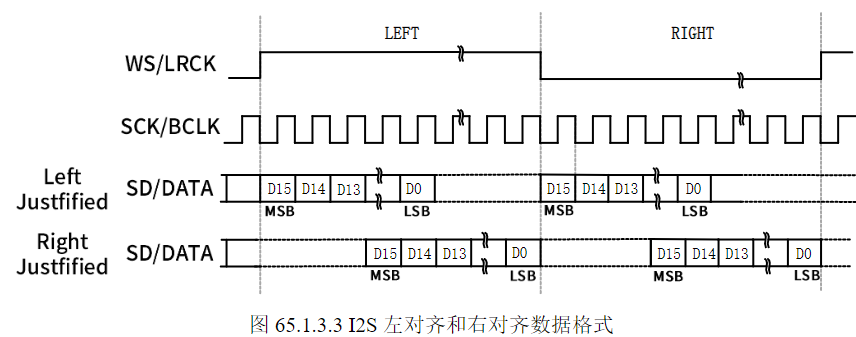 LEFT RIGHT
WS/LRCK
SCK/BCLK
Left Justfified SD/DATA D15 D14 D13 D0 D15 D14 D13 D0
MSB LSB MSB LSB
Right Justfified SD/DATA D15 D14 D13 D0 D15 D14 D13 D0
MSB LSB MSB LSB
图 65.1.3.3 I2S 左对齐和右对齐数据格式